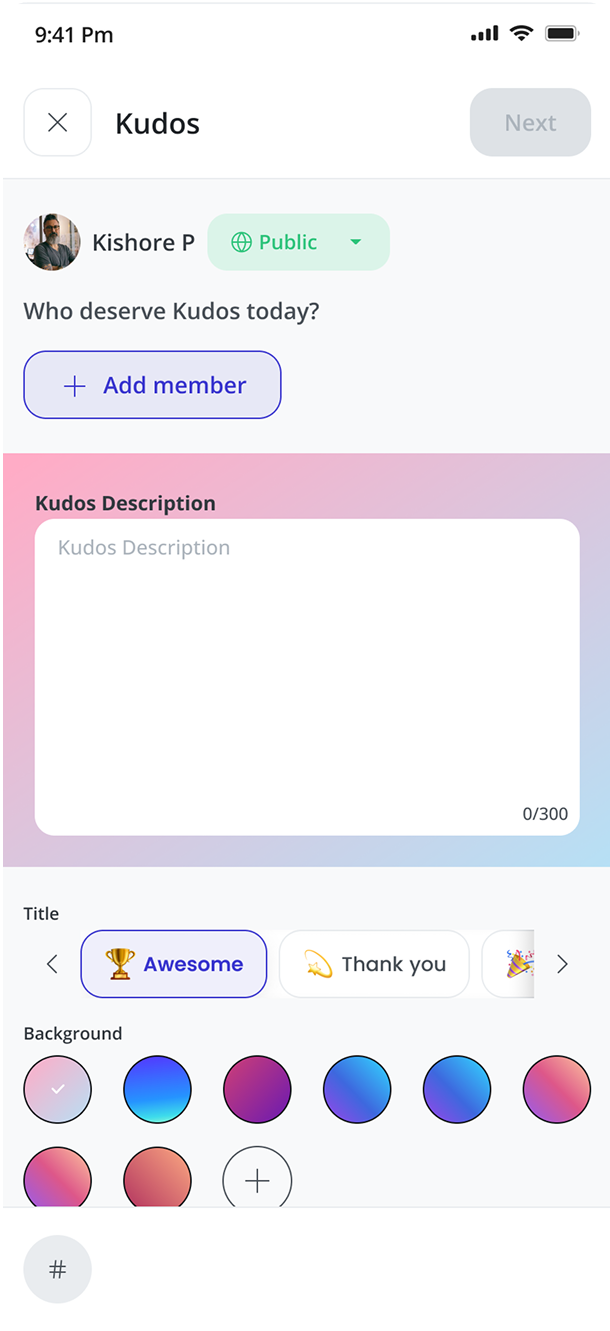 9:41 Pm
Kudos
Next
Kishore P
Public
Who deserve Kudos today?
Add member
Kudos Description
Kudos Description
0/300
Title
Awesome
Thank you
Background
#